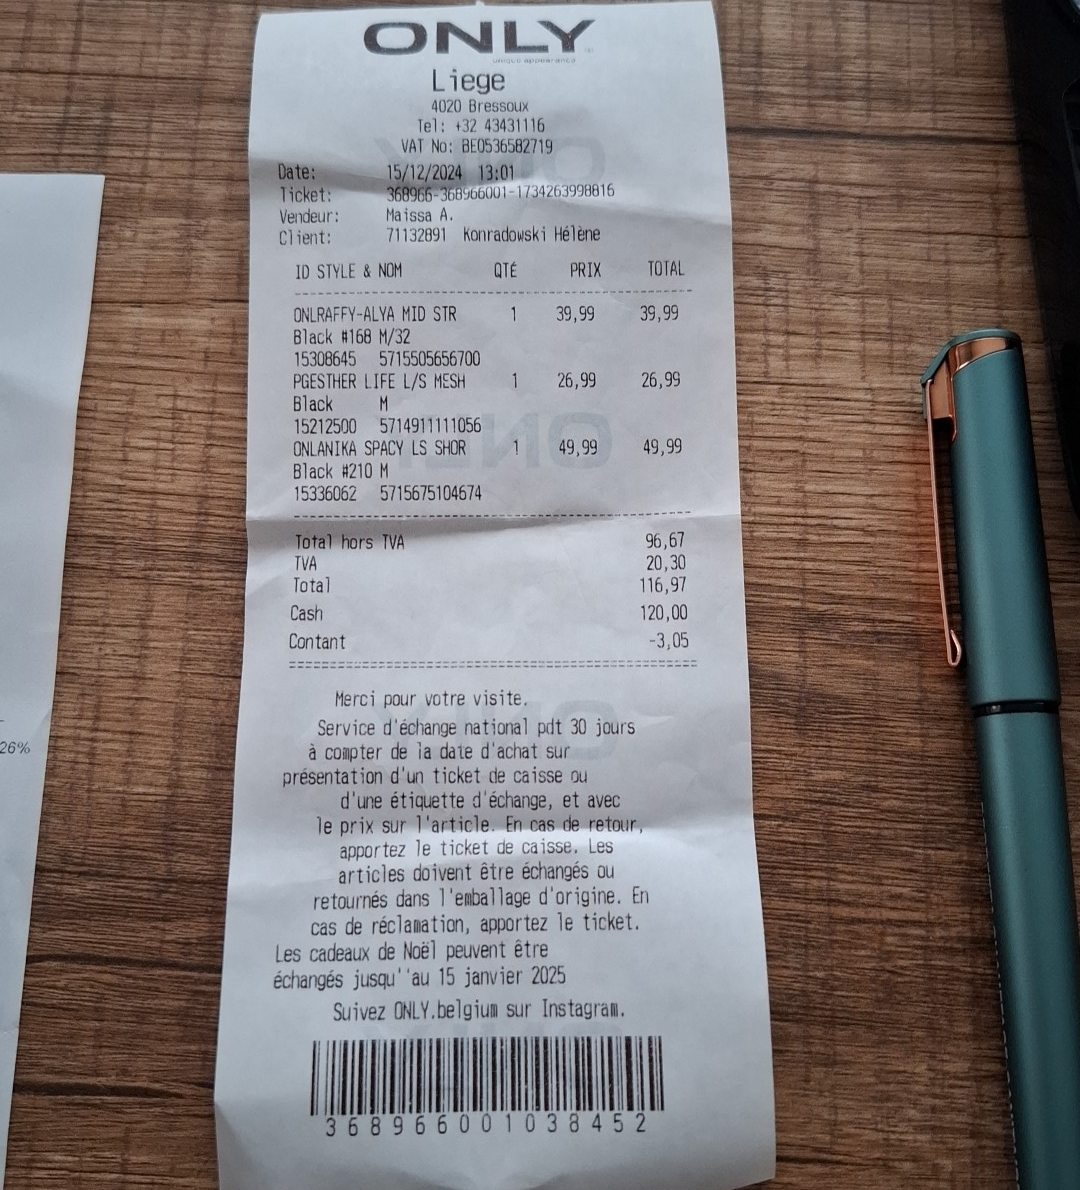 ONLY
unique appearance
Liege
4020 Bressoux
Tel: +32 43431116
VAT No: BE0536582719
Date: 15/12/2024 13:01
Ticket: 368966-368966001-1734263998816
Vendeur: Maissa A.
Client: 71132891 Konradowski Hélène
ID STYLE & NOM QTÉ PRIX TOTAL
ONLRAFFY-ALYA MID STR 1 39,99 39,99
Black #168 M/32
15308645 5715505656700
PGESTHER LIFE L/S MESH 1 26,99 26,99
Black M
15212500 5714911111056
ONLANIKA SPACY LS SHOR 1 49,99 49,99
Black #210 M
15336062 5715675104674
Total hors TVA 96,67
TVA 20,30
Total 116,97
Cash 120,00
Contant -3,05
Merci pour votre visite.
Service d'échange national pdt 30 jours
à compter de la date d'achat sur
présentation d'un ticket de caisse ou
d'une étiquette d'échange, et avec
le prix sur l'article. En cas de retour,
apportez le ticket de caisse. Les
articles doivent être échangés ou
retournés dans l'emballage d'origine. En
cas de réclamation, apportez le ticket.
Les cadeaux de Noël peuvent être
échangés jusqu''au 15 janvier 2025
Suivez ONLY.belgium sur Instagram.
368966001038452
26%